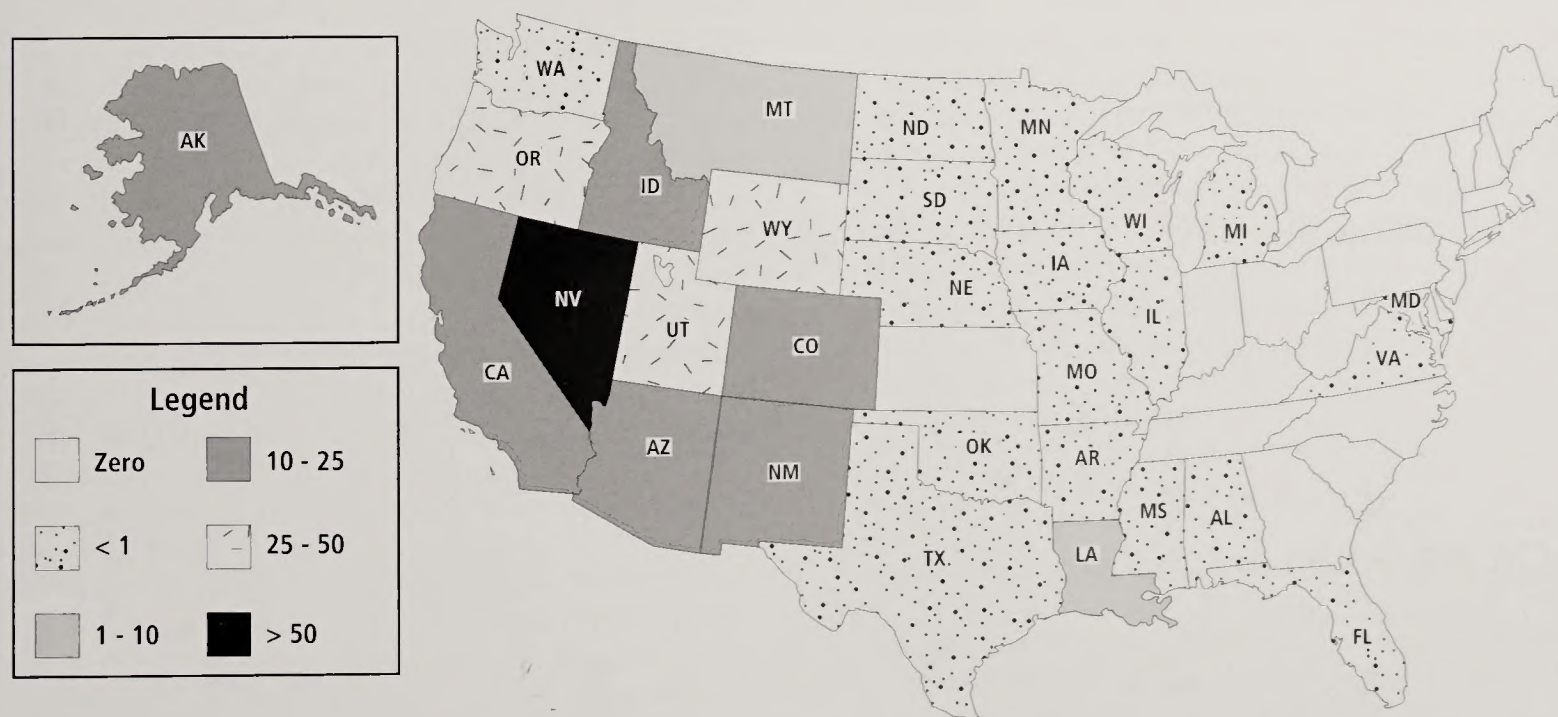 AK
Legend
Zero
10 - 25
< 1
25 - 50
1 - 10
> 50
WA
MT
ND
MN
OR
ID
SD
WI
MI
WY
NE
IA
NV
UT
IL
MD
CO
VA
CA
MO
AZ
NM
OK
AR
MS
AL
TX
LA
FL